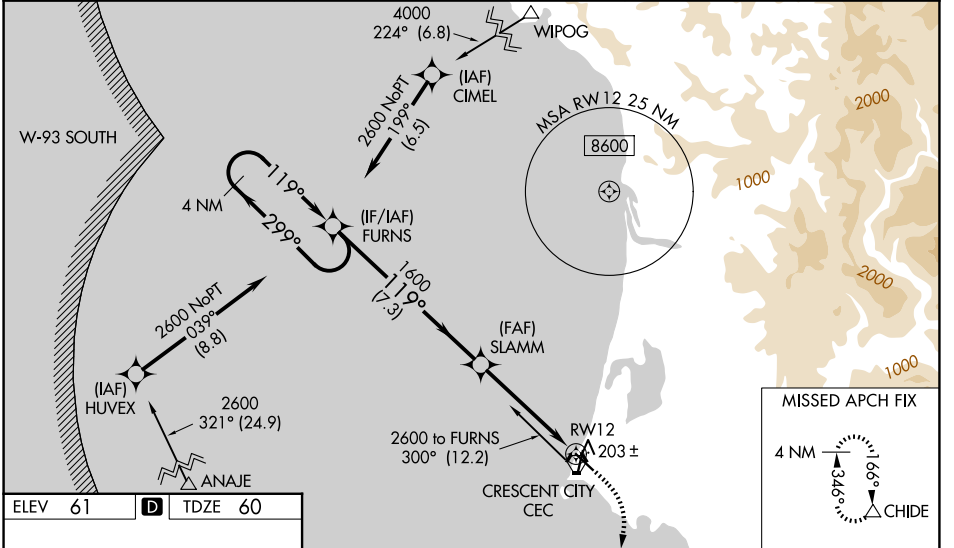 4000
224° (6.8)
WIPOG
(IAF)
CIMEL
2600 NoPT
199°
(6.5)
W-93 SOUTH
MSA RW12 25 NM
8600
2000
1000
4 NM
119°
299°
(IF/IAF)
FURNS
1600
119°
(7.3)
2000
2600 NoPT
039°
(8.8)
(FAF)
SLAMM
(IAF)
HUVEX
1000
2600
321° (24.9)
2600 to FURNS
300° (12.2)
RW12
203 ±
MISSED APCH FIX
4 NM
166°
346°
CHIDE
ANAJE
CRESCENT CITY
CEC
ELEV 61 D TDZE 60